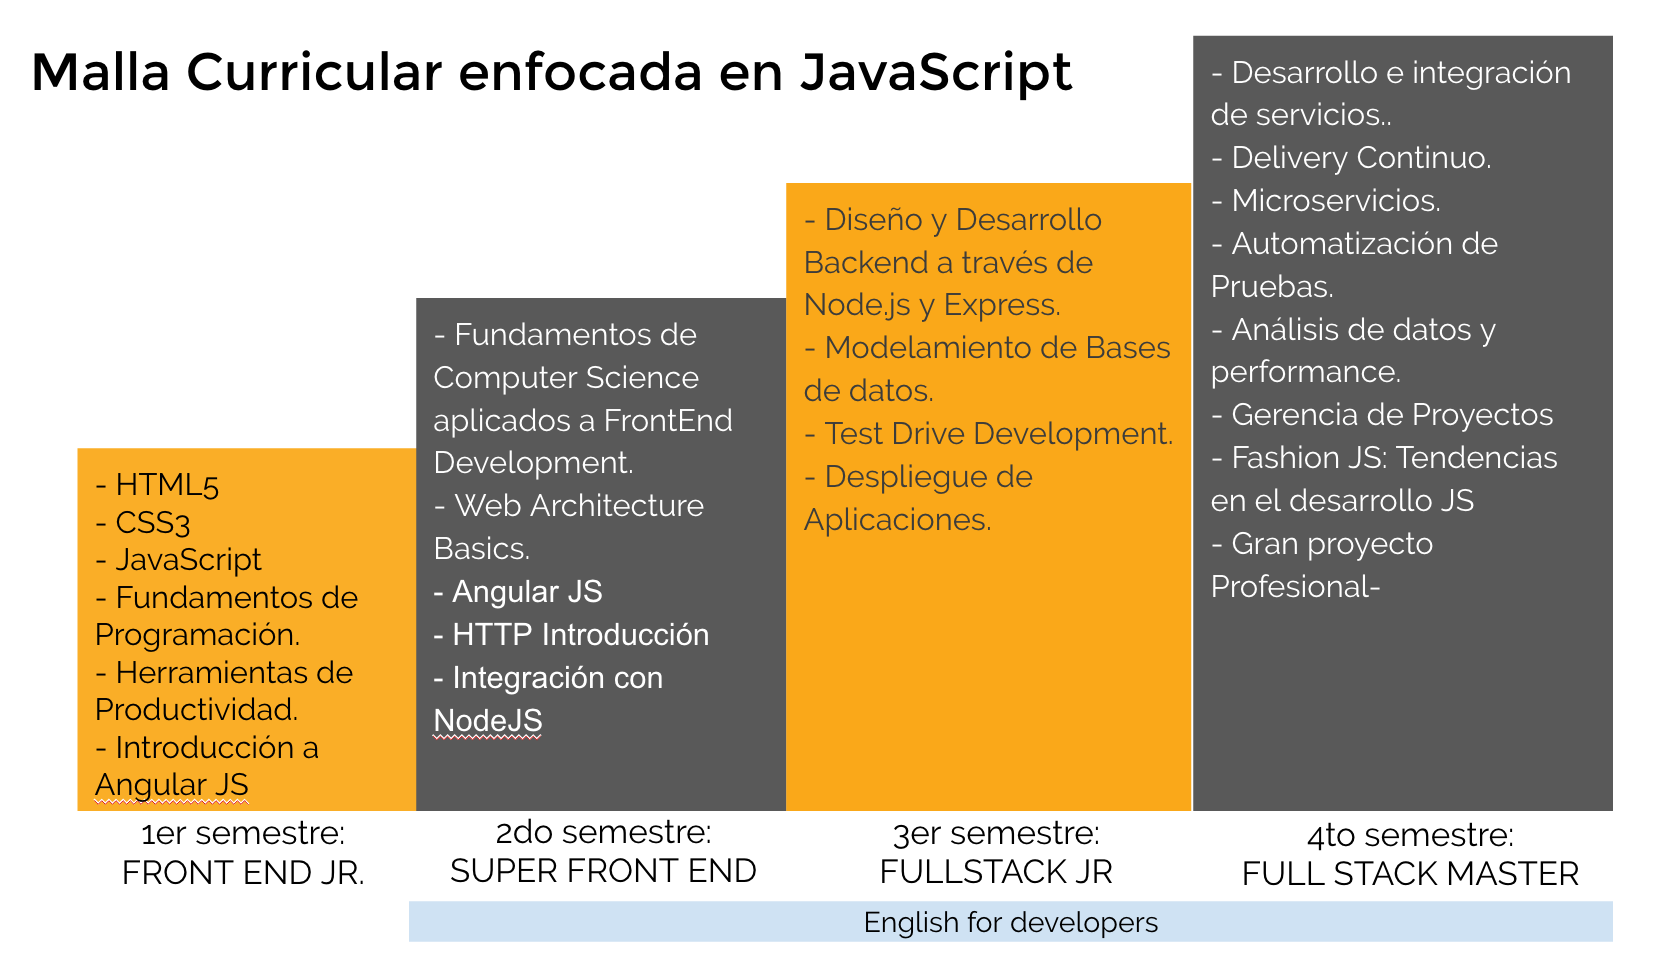 Malla Curricular enfocada en JavaScript
- HTML5
- CSS3
- JavaScript
- Fundamentos de
Programación.
- Herramientas de
Productividad.
- Introducción a
Angular JS
1er semestre:
FRONT END JR.
- Fundamentos de
Computer Science
aplicados a FrontEnd
Development.
- Web Architecture
Basics.
- Angular JS
- HTTP Introducción
- Integración con
NodeJS
2do semestre:
SUPER FRONT END
- Diseño y Desarrollo
Backend a través de
Node.js y Express.
- Modelamiento de Bases
de datos.
- Test Drive Development.
- Despliegue de
Aplicaciones.
3er semestre:
FULLSTACK JR
- Desarrollo e integración
de servicios..
- Delivery Continuo.
- Microservicios.
- Automatización de
Pruebas.
- Análisis de datos y
performance.
- Gerencia de Proyectos
- Fashion JS: Tendencias
en el desarrollo JS
- Gran proyecto
Profesional-
4to semestre:
FULL STACK MASTER
English for developers